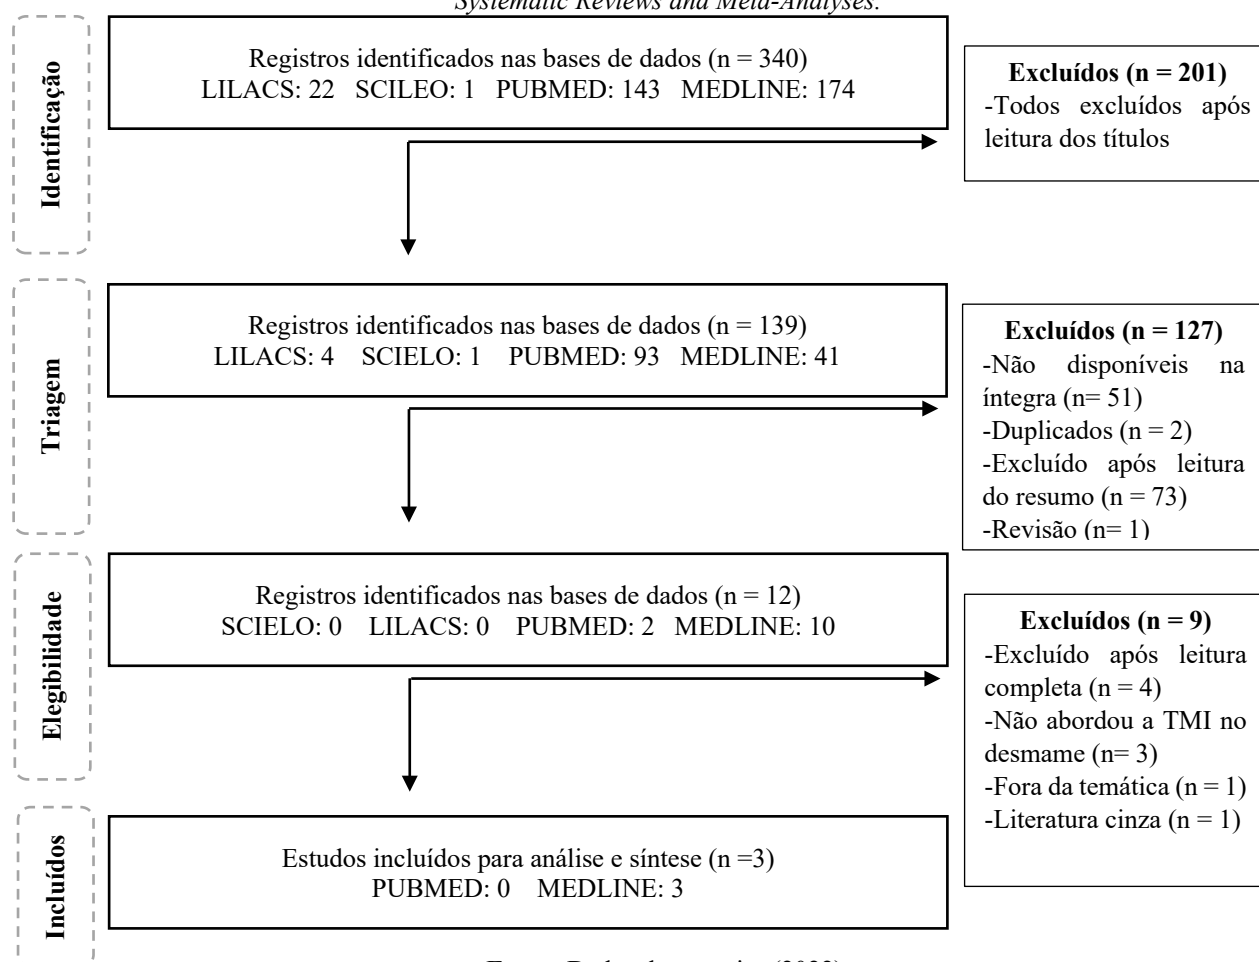 Systematic Reviews and Meta-Analyses.
Identificação
Registros identificados nas bases de dados (n = 340)
LILACS: 22 SCILEO: 1 PUBMED: 143 MEDLINE: 174
Excluídos (n = 201)
-Todos excluídos após
leitura dos títulos
Triagem
Registros identificados nas bases de dados (n = 139)
LILACS: 4 SCIELO: 1 PUBMED: 93 MEDLINE: 41
Excluídos (n = 127)
-Não disponíveis na
íntegra (n= 51)
-Duplicados (n = 2)
-Excluído após leitura
do resumo (n = 73)
-Revisão (n= 1)
Elegibilidade
Registros identificados nas bases de dados (n = 12)
SCIELO: 0 LILACS: 0 PUBMED: 2 MEDLINE: 10
Excluídos (n = 9)
-Excluído após leitura
completa (n = 4)
-Não abordou a TMI no
desmame (n= 3)
-Fora da temática (n = 1)
-Literatura cinza (n = 1)
Incluídos
Estudos incluídos para análise e síntese (n =3)
PUBMED: 0 MEDLINE: 3